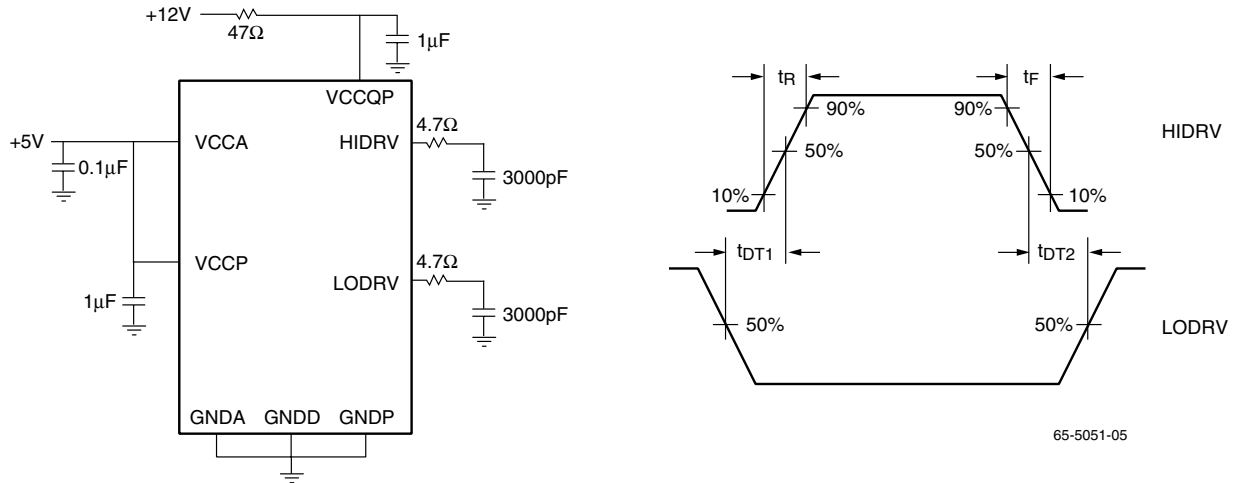 +12V
47Ω
1μF
VCCQP
+5V
0.1μF
VCCA
HIDRV
4.7Ω
3000pF
VCCP
1μF
LODRV
4.7Ω
3000pF
GNDA GNDD GNDP
tR
tF
90%
90%
HIDRV
50%
50%
10%
10%
tDT1
tDT2
50%
50%
LODRV
65-5051-05